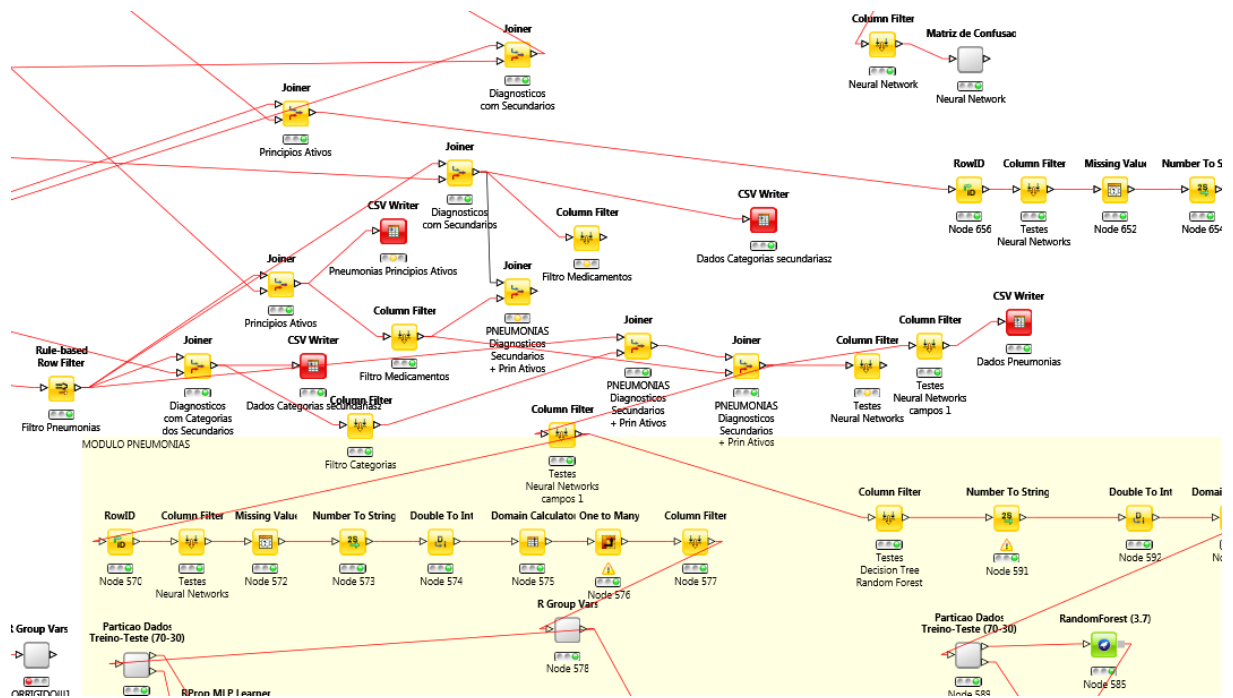 Column Filter
Neural Network
Matriz de Confusao
Neural Network
Joiner
Diagnosticos
com Secundarios
Joiner
Principios Ativos
Joiner
Diagnosticos
com Secundarios
CSV Writer
Pneumonias Principios Ativos
Column Filter
Filtro Medicamentos
CSV Writer
Dados Categorias secundariasz
RowID
Node 656
Column Filter
Testes
Neural Networks
Missing Value
Node 652
Number To S
Node 654
Joiner
Principios Ativos
Joiner
PNEUMONIAS
Diagnosticos
Secundarios
+ Prin Ativos
Column Filter
Filtro Medicamentos
Rule-based
Row Filter
Filtro Pneumonias
Joiner
Diagnosticos
com Categorias
dos Secundarios
CSV Writer
Dados Categorias secundariasz
Column Filter
Filtro Categorias
Joiner
PNEUMONIAS
Diagnosticos
Secundarios
+ Prin Ativos
Joiner
PNEUMONIAS
Diagnosticos
Secundarios
+ Prin Ativos
Column Filter
Testes
Neural Networks
Column Filter
Testes
Neural Networks
campos 1
CSV Writer
Dados Pneumonias
MODULO PNEUMONIAS
Column Filter
Testes
Neural Networks
campos 1
RowID
Node 570
Column Filter
Testes
Neural Networks
Missing Value
Node 572
Number To String
Node 573
Double To Int
Node 574
Domain Calculator
Node 575
One to Many
Node 576
Column Filter
Node 577
Column Filter
Testes
Decision Tree
Random Forest
Number To String
Node 591
Double To Int
Node 592
Domai
R Group Vars
Node 578
R Group Vars
Particao Dados
Treino-Teste (70-30)
RProp MLP Learner
Particao Dados
Treino-Teste (70-30)
Node 589
RandomForest (3.7)
Node 585